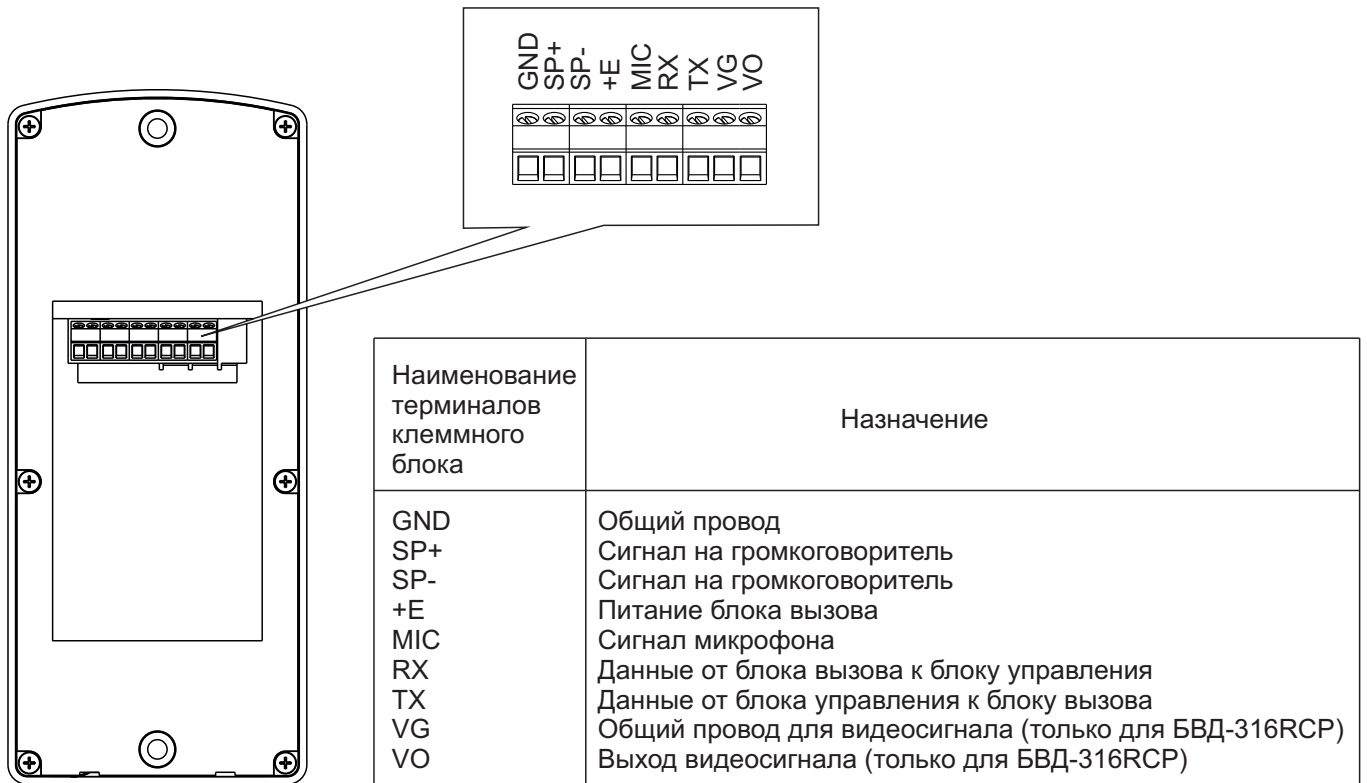 GND
SP+
SP-
+E
MIC
RX
TX
VG
VO
Наименование
терминалов
клеммного
блока
Назначение
GND Общий провод
SP+ Сигнал на громкоговоритель
SP- Сигнал на громкоговоритель
+E Питание блока вызова
MIC Сигнал микрофона
RX Данные от блока вызова к блоку управления
TX Данные от блока управления к блоку вызова
VG Общий провод для видеосигнала (только для БВД-316RCP)
VO Выход видеосигнала (только для БВД-316RCP)